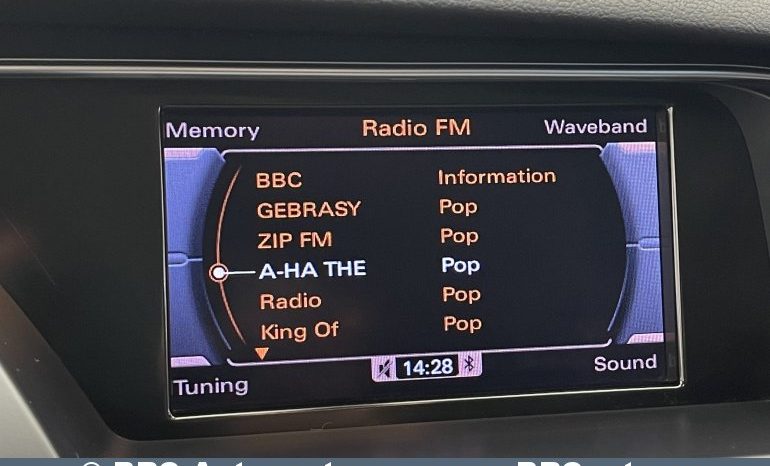 Memory Radio FM Waveband
BBC Information
GEBRASY Pop
ZIP FM Pop
A-HA THE Pop
Radio Pop
King Of Pop
14:28
Tuning Sound